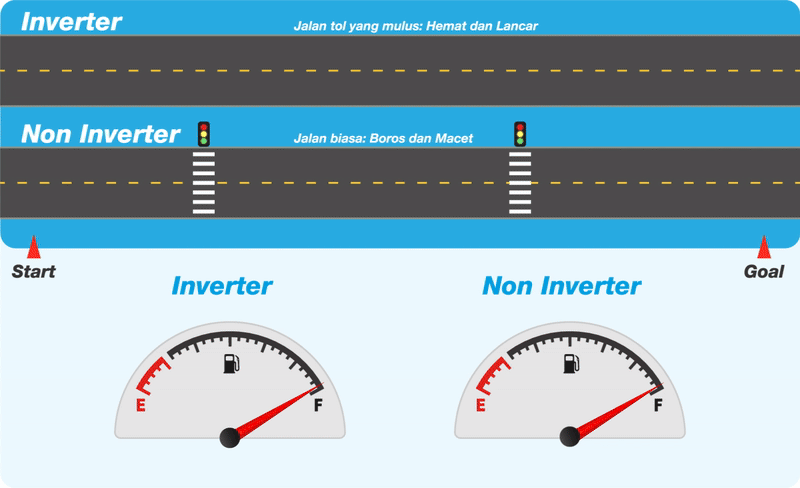 Inverter
Jalan tol yang mulus: Hemat dan Lancar
Non Inverter
Jalan biasa: Boros dan Macet
Start
Goal
Inverter
Non Inverter
E
F
E
F